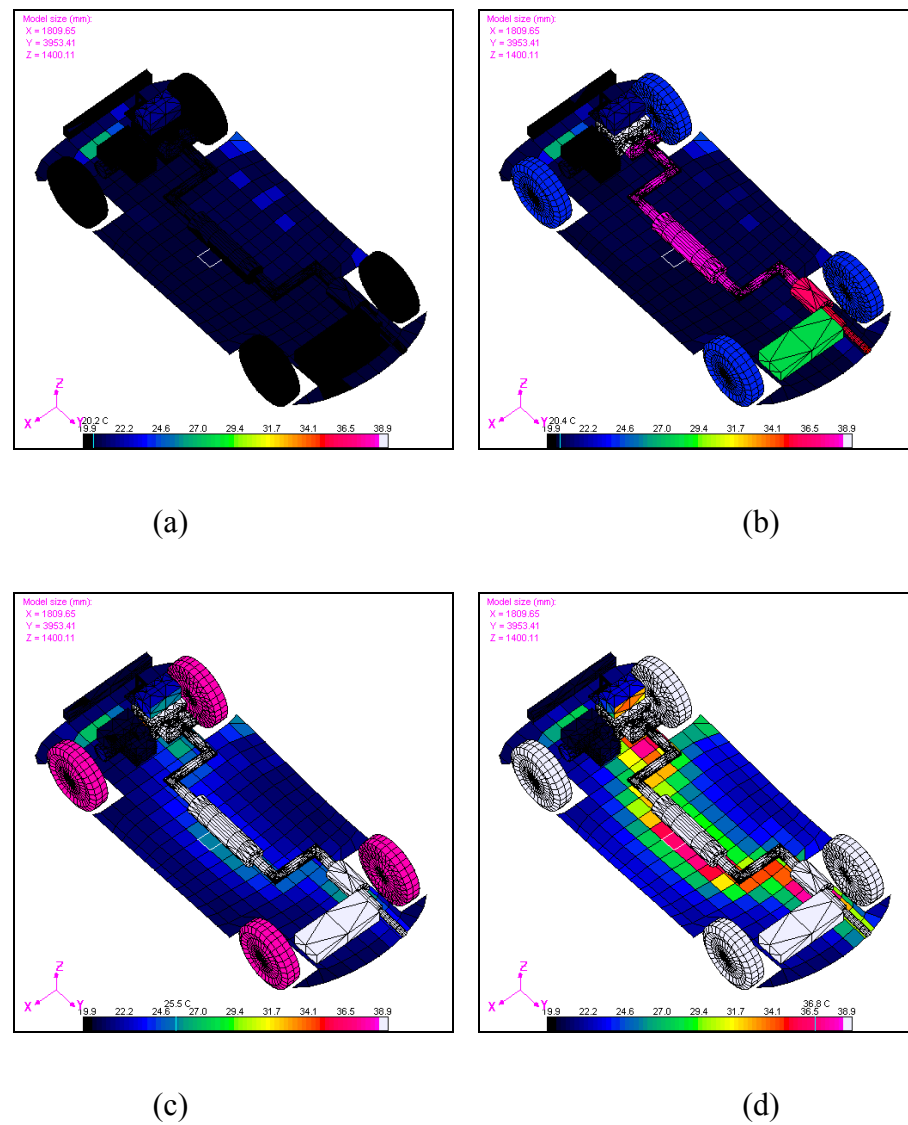 Model size (mm):
X = 1809.65
Y = 3953.41
Z = 1400.11
Z
X Y
20.2 C
19.9 22.2 24.6 27.0 29.4 31.7 34.1 36.5 38.9
(a)
Model size (mm):
X = 1809.65
Y = 3953.41
Z = 1400.11
Z
X Y
20.4 C
19.9 22.2 24.6 27.0 29.4 31.7 34.1 36.5 38.9
(b)
Model size (mm):
X = 1809.65
Y = 3953.41
Z = 1400.11
Z
X Y
25.5 C
19.9 22.2 24.6 27.0 29.4 31.7 34.1 36.5 38.9
(c)
Model size (mm):
X = 1809.65
Y = 3953.41
Z = 1400.11
Z
X Y
36.8 C
19.9 22.2 24.6 27.0 29.4 31.7 34.1 36.5 38.9
(d)